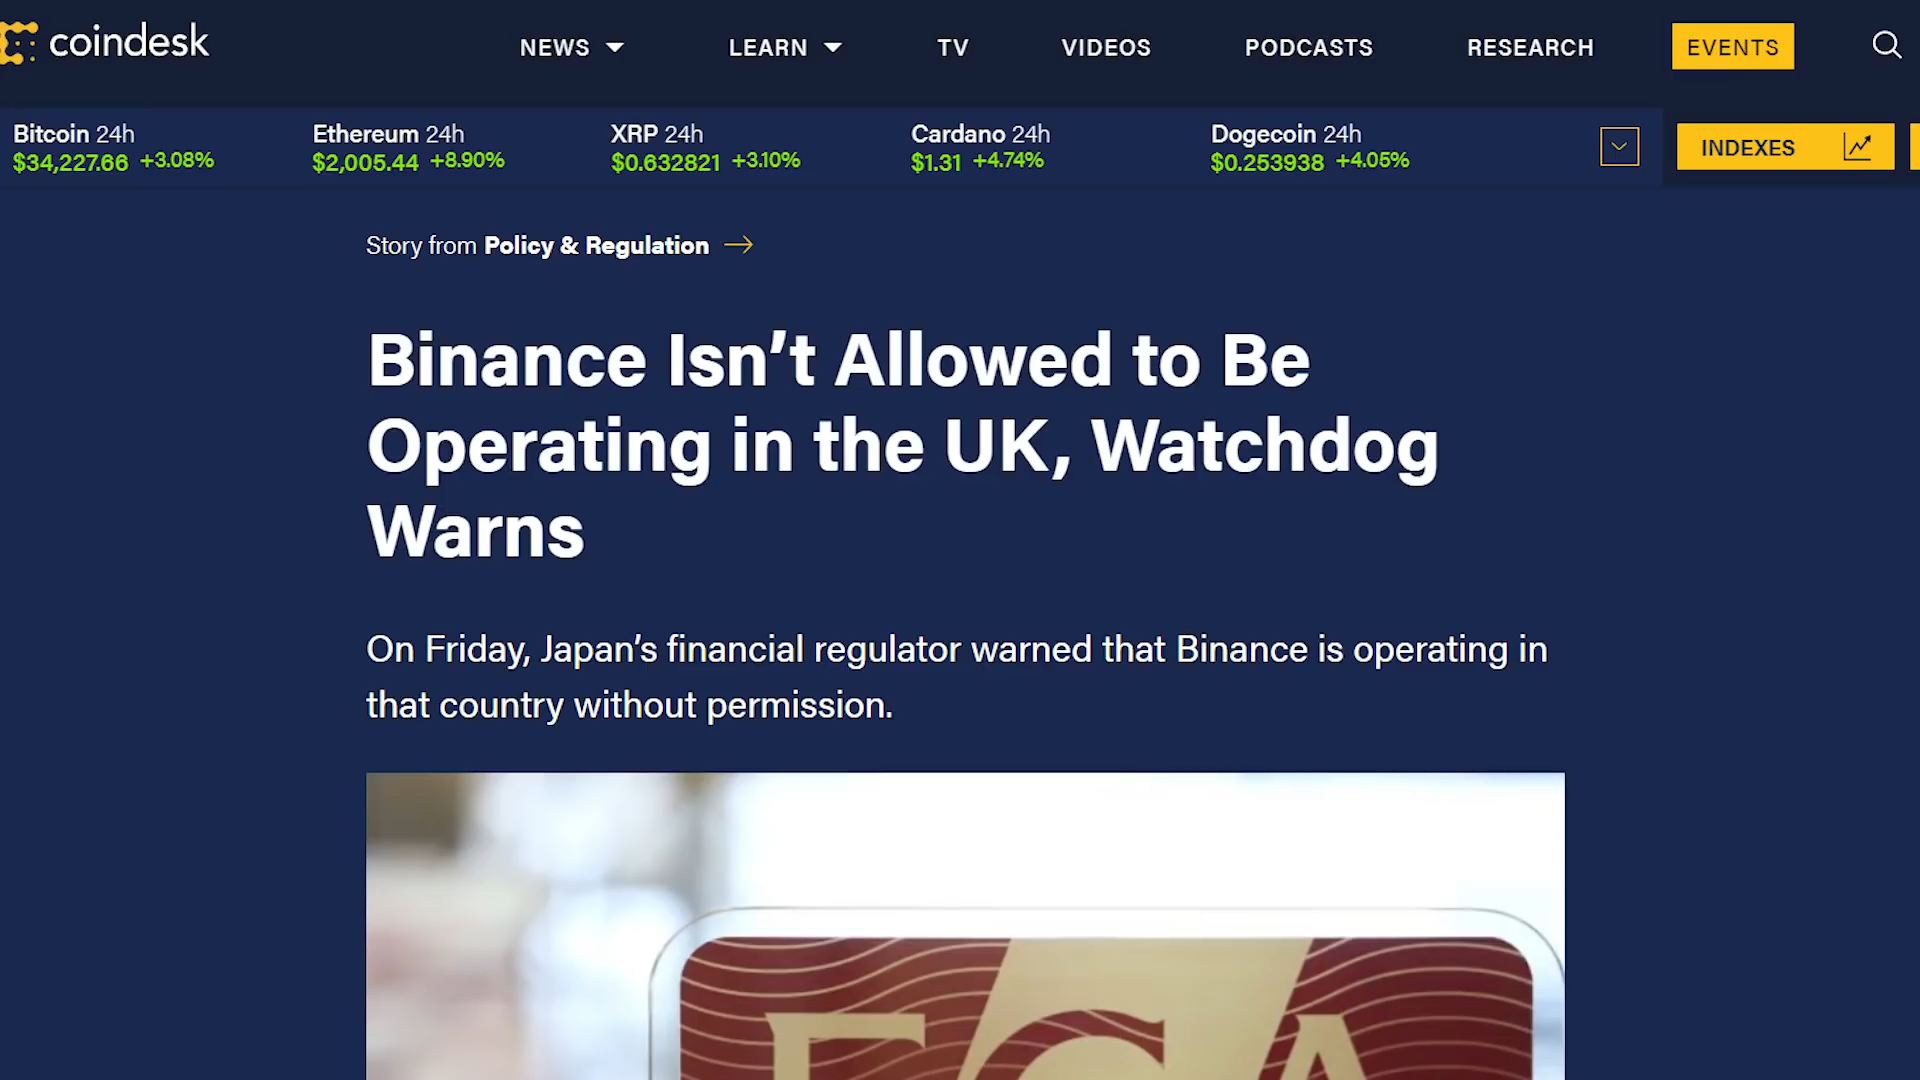 coindesk
NEWS LEARN TV VIDEOS PODCASTS RESEARCH EVENTS
Bitcoin 24h Ethereum 24h XRP 24h Cardano 24h Dogecoin 24h
$34,227.66 +3.08% $2,005.44 +8.90% $0.632821 +3.10% $1.31 +4.74% $0.253938 +4.05%
INDEXES
Story from Policy & Regulation
Binance Isn’t Allowed to Be
Operating in the UK, Watchdog
Warns
On Friday, Japan’s financial regulator warned that Binance is operating in
that country without permission.
FCA